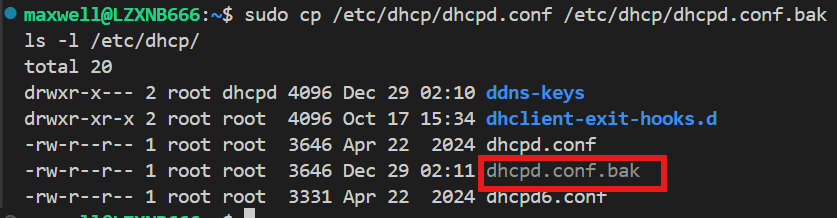 maxwell@LZXNB666:~$ sudo cp /etc/dhcp/dhcpd.conf /etc/dhcp/dhcpd.conf.bak
ls -l /etc/dhcp/
total 20
drwxr-x--- 2 root dhcpd 4096 Dec 29 02:10 ddns-keys
drwxr-xr-x 2 root root  4096 Oct 17 15:34 dhclient-exit-hooks.d
-rw-r--r-- 1 root root  3646 Apr 22  2024 dhcpd.conf
-rw-r--r-- 1 root root  3646 Dec 29 02:11 dhcpd.conf.bak
-rw-r--r-- 1 root root  3331 Apr 22  2024 dhcpd6.conf
maxwell@LZXNB666:~$